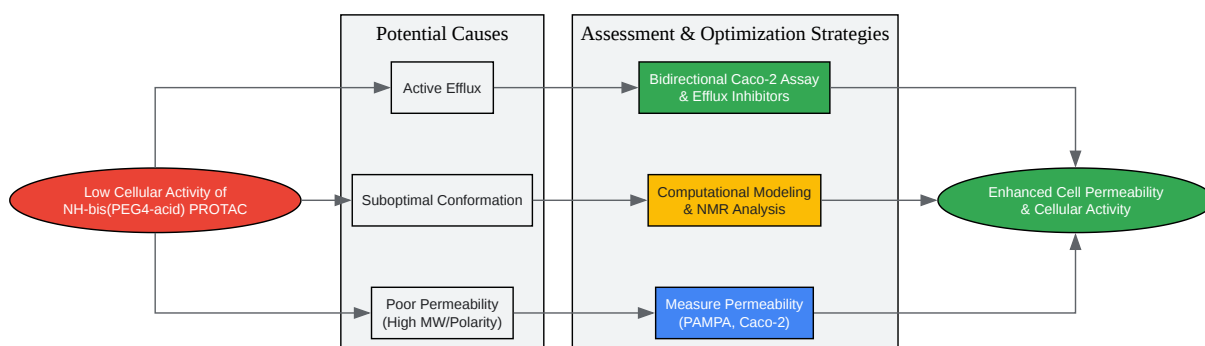 Potential Causes
Assessment & Optimization Strategies
Active Efflux
Bidirectional Caco-2 Assay
& Efflux Inhibitors
Low Cellular Activity of
NH-bis(PEG4-acid) PROTAC
Suboptimal Conformation
Computational Modeling
& NMR Analysis
Enhanced Cell Permeability
& Cellular Activity
Poor Permeability
(High MW/Polarity)
Measure Permeability
(PAMPA, Caco-2)